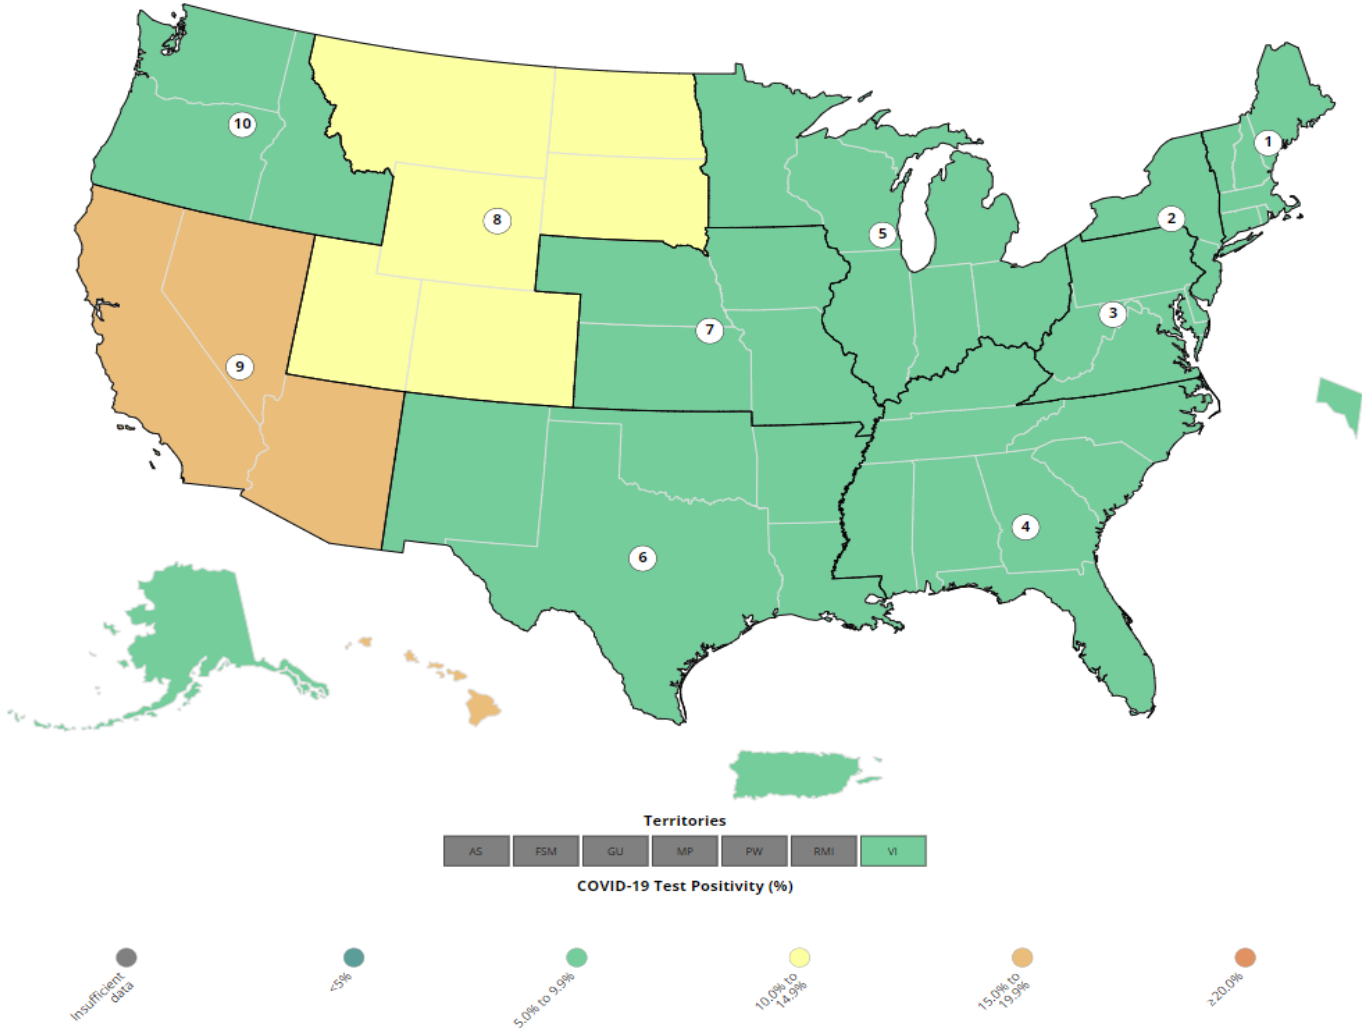 10
1
2
8
5
3
7
9
4
6
Territories
AS FSM GU MP PW RMI VI
COVID-19 Test Positivity (%)
Insufficient
data
<5%
5.0% to 9.9%
10.0% to
14.9%
15.0% to
19.9%
≥20.0%